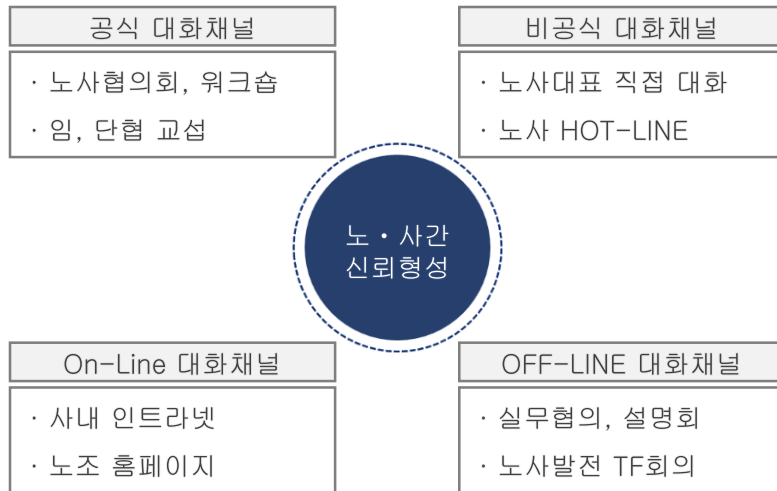 공식 대화채널
· 노사협의회, 워크숍
· 임, 단협 교섭
비공식 대화채널
· 노사대표 직접 대화
· 노사 HOT-LINE
노・사간
신뢰형성
On-Line 대화채널
· 사내 인트라넷
· 노조 홈페이지
OFF-LINE 대화채널
· 실무협의, 설명회
· 노사발전 TF회의